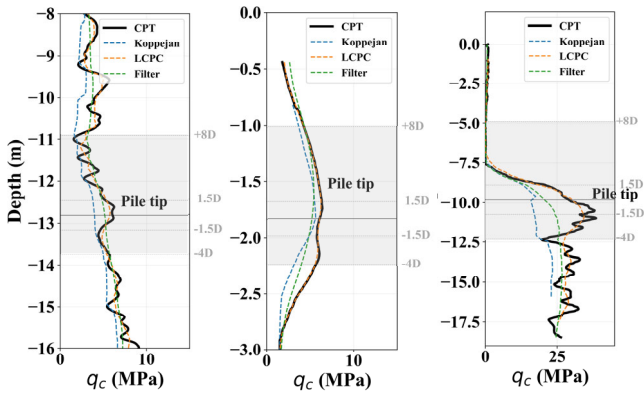 Depth (m)
−8
−9
−10
−11
−12
−13
−14
−15
−16
0
10
q_c (MPa)
CPT
Koppejan
LCPC
Filter
+8D
1.5D
Pile tip
-1.5D
-4D
0.0
−0.5
−1.0
−1.5
−2.0
−2.5
−3.0
0
10
q_c (MPa)
CPT
Koppejan
LCPC
Filter
+8D
1.5D
Pile tip
-1.5D
-4D
0.0
−2.5
−5.0
−7.5
−10.0
−12.5
−15.0
−17.5
0
25
q_c (MPa)
CPT
Koppejan
LCPC
Filter
+8D
1.5D
Pile tip
-1.5D
-4D